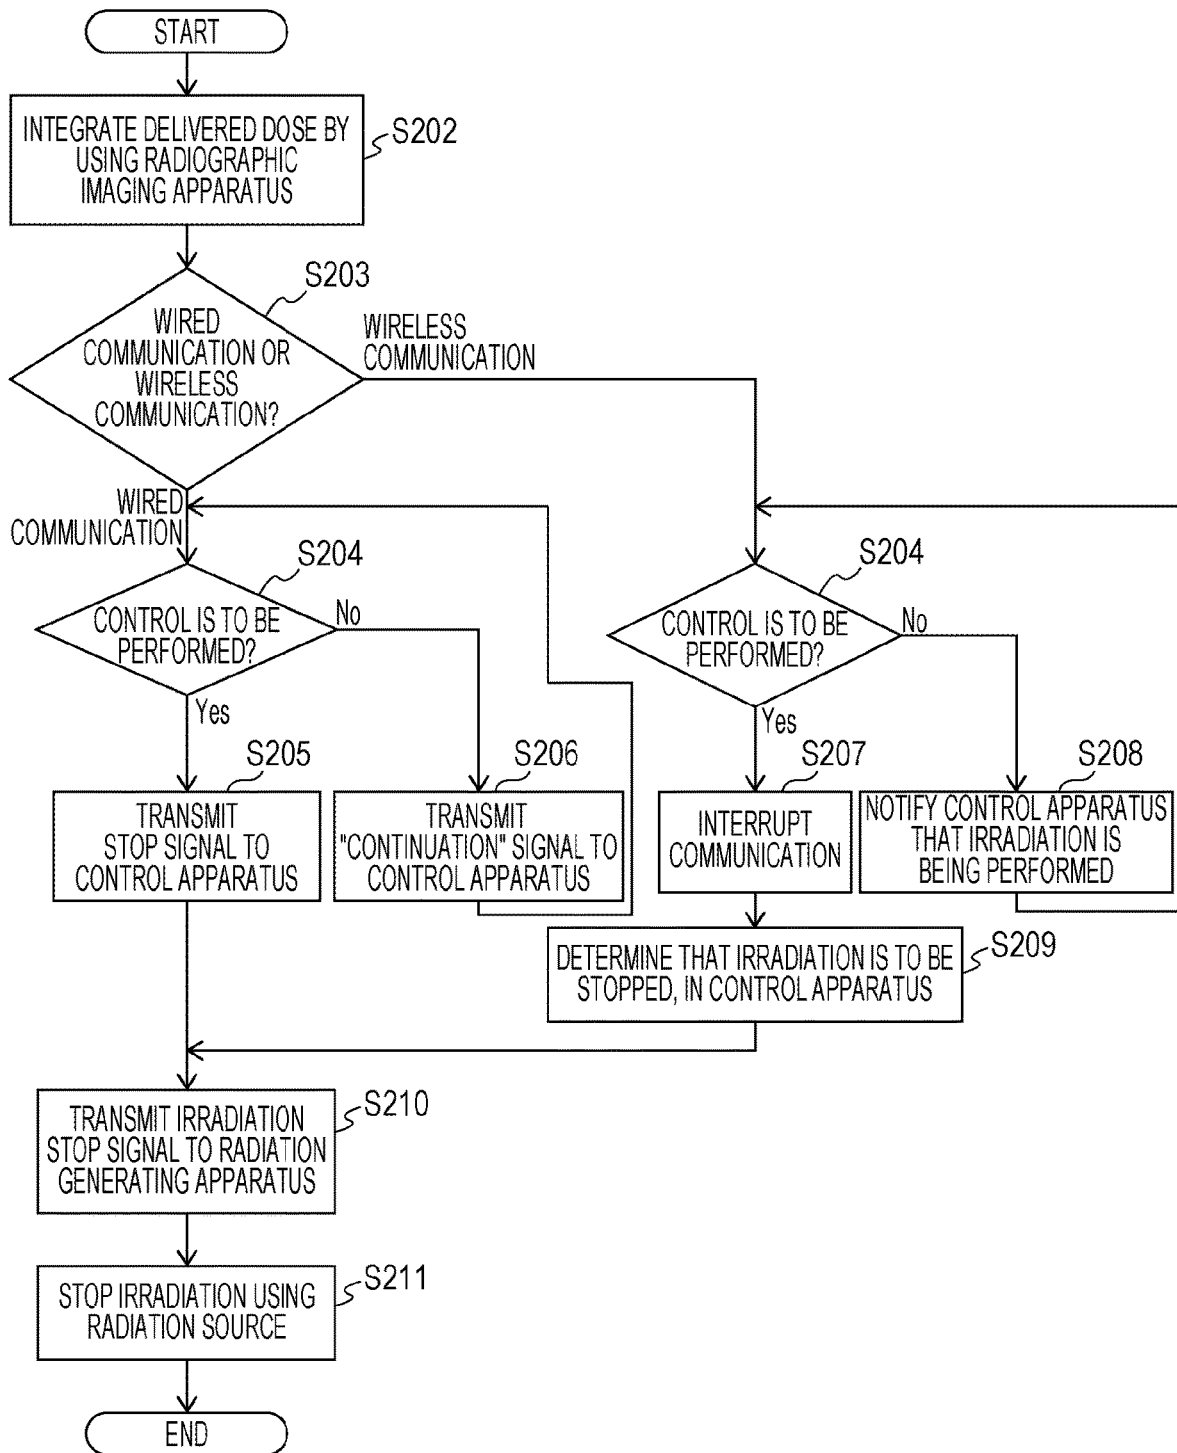 START
INTEGRATE DELIVERED DOSE BY
USING RADIOGRAPHIC
IMAGING APPARATUS
S202
S203
WIRED
COMMUNICATION OR
WIRELESS
COMMUNICATION?
WIRELESS
COMMUNICATION
WIRED
COMMUNICATION
S204
CONTROL IS TO BE
PERFORMED?
No
Yes
S204
CONTROL IS TO BE
PERFORMED?
No
Yes
S205
TRANSMIT
STOP SIGNAL TO
CONTROL APPARATUS
S206
TRANSMIT
"CONTINUATION" SIGNAL TO
CONTROL APPARATUS
S207
INTERRUPT
COMMUNICATION
S208
NOTIFY CONTROL APPARATUS
THAT IRRADIATION IS
BEING PERFORMED
S209
DETERMINE THAT IRRADIATION IS TO BE
STOPPED, IN CONTROL APPARATUS
S210
TRANSMIT IRRADIATION
STOP SIGNAL TO RADIATION
GENERATING APPARATUS
S211
STOP IRRADIATION USING
RADIATION SOURCE
END